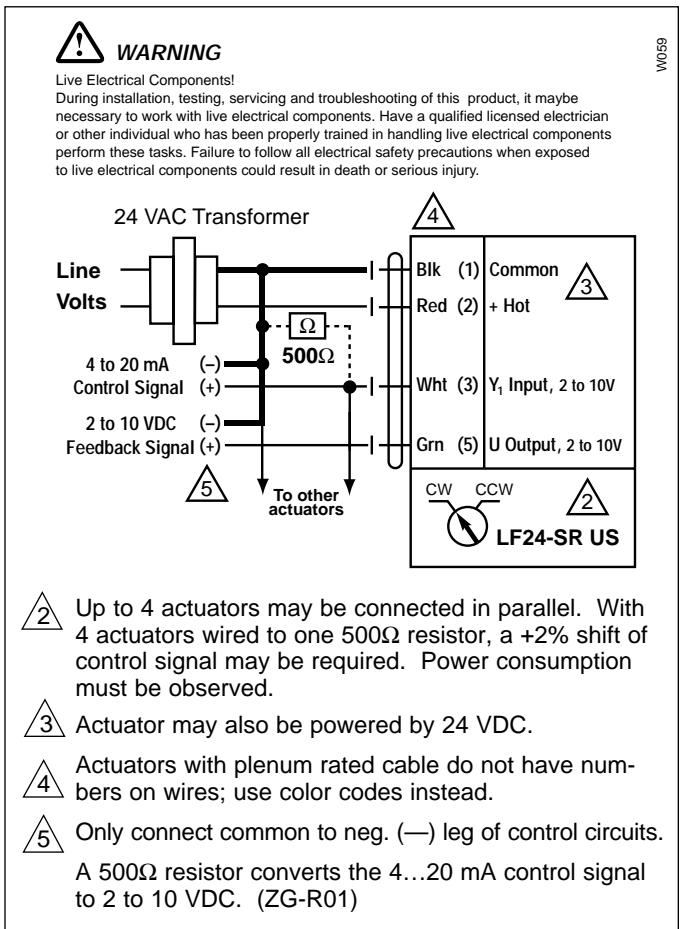 WARNING
W059
Live Electrical Components!
During installation, testing, servicing and troubleshooting of this product, it maybe
necessary to work with live electrical components. Have a qualified licensed electrician
or other individual who has been properly trained in handling live electrical components
perform these tasks. Failure to follow all electrical safety precautions when exposed
to live electrical components could result in death or serious injury.
24 VAC Transformer
4
Line
Volts
Blk (1) Common
3
Red (2) + Hot
Ω
500Ω
4 to 20 mA (–)
Control Signal (+)
Wht (3) Y₁ Input, 2 to 10V
2 to 10 VDC (–)
Feedback Signal (+)
Grn (5) U Output, 2 to 10V
5
To other
actuators
CW CCW
2
LF24-SR US
2 Up to 4 actuators may be connected in parallel. With
4 actuators wired to one 500Ω resistor, a +2% shift of
control signal may be required. Power consumption
must be observed.
3 Actuator may also be powered by 24 VDC.
4 Actuators with plenum rated cable do not have num-
bers on wires; use color codes instead.
5 Only connect common to neg. (—) leg of control circuits.
A 500Ω resistor converts the 4…20 mA control signal
to 2 to 10 VDC. (ZG-R01)